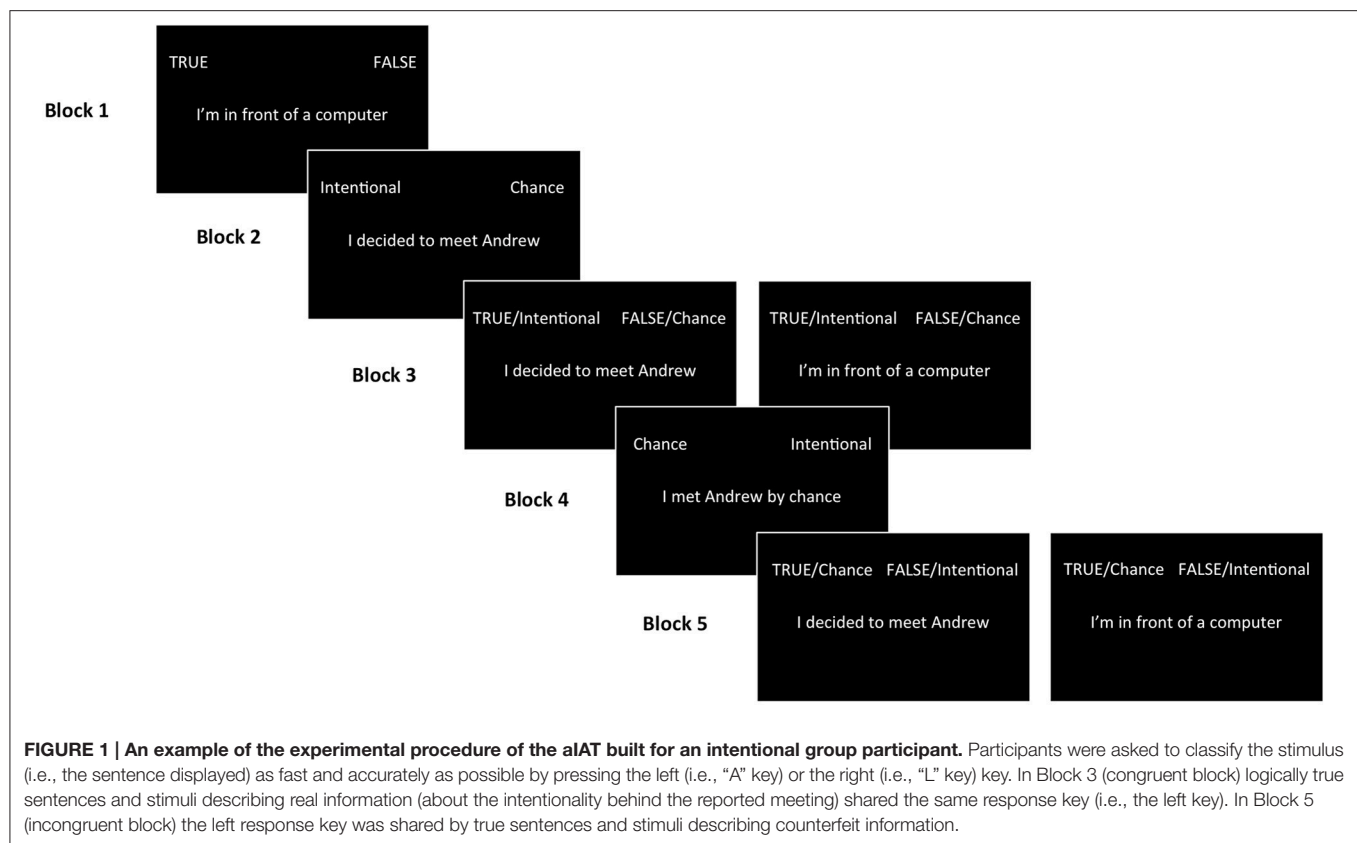 TRUE FALSE
Block 1
I'm in front of a computer
Intentional Chance
Block 2
I decided to meet Andrew
TRUE/Intentional FALSE/Chance
TRUE/Intentional FALSE/Chance
Block 3
I decided to meet Andrew
I'm in front of a computer
Chance Intentional
Block 4
I met Andrew by chance
TRUE/Chance FALSE/Intentional
TRUE/Chance FALSE/Intentional
Block 5
I decided to meet Andrew
I'm in front of a computer
FIGURE 1 | An example of the experimental procedure of the aIAT built for an intentional group participant. Participants were asked to classify the stimulus
(i.e., the sentence displayed) as fast and accurately as possible by pressing the left (i.e., “A” key) or the right (i.e., “L” key) key. In Block 3 (congruent block) logically true
sentences and stimuli describing real information (about the intentionality behind the reported meeting) shared the same response key (i.e., the left key). In Block 5
(incongruent block) the left response key was shared by true sentences and stimuli describing counterfeit information.